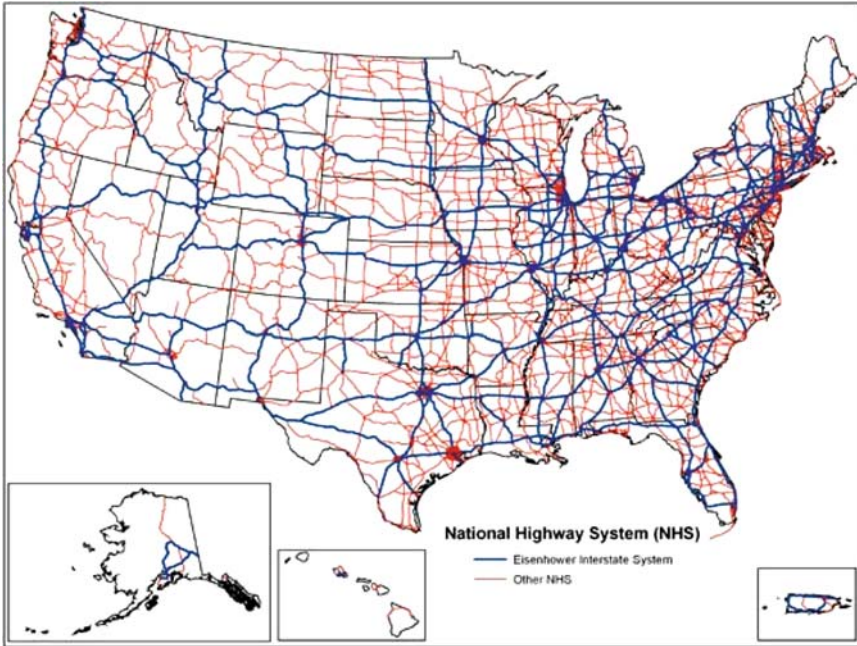 National Highway System (NHS)
Eisenhower Interstate System
Other NHS